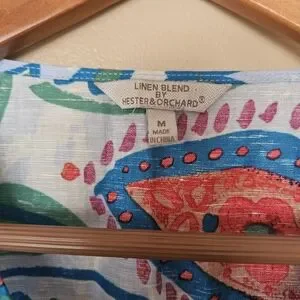 LINEN BLEND
BY
HESTER&ORCHARD®
M
MADE
IN CHINA